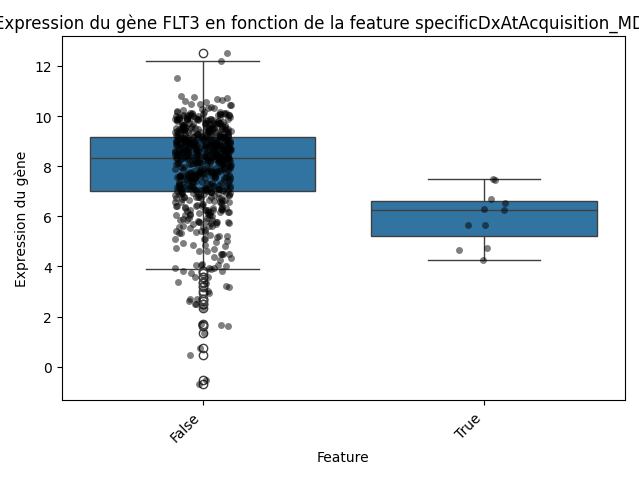 Expression du gène FLT3 en fonction de la feature specificDxAtAcquisition_MD
Expression du gène
12
10
8
6
4
2
0
False
True
Feature